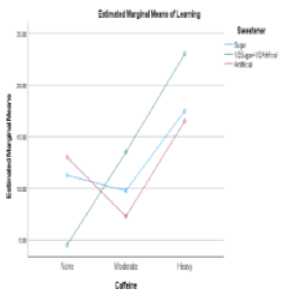 Estimated Marginal Means of Learning
Sweetener
Sugar
1/2Sugar+1/2Artificial
Artificial
Estimated Marginal Means
25.00
20.00
15.00
10.00
5.00
None
Moderate
Heavy
Caffeine